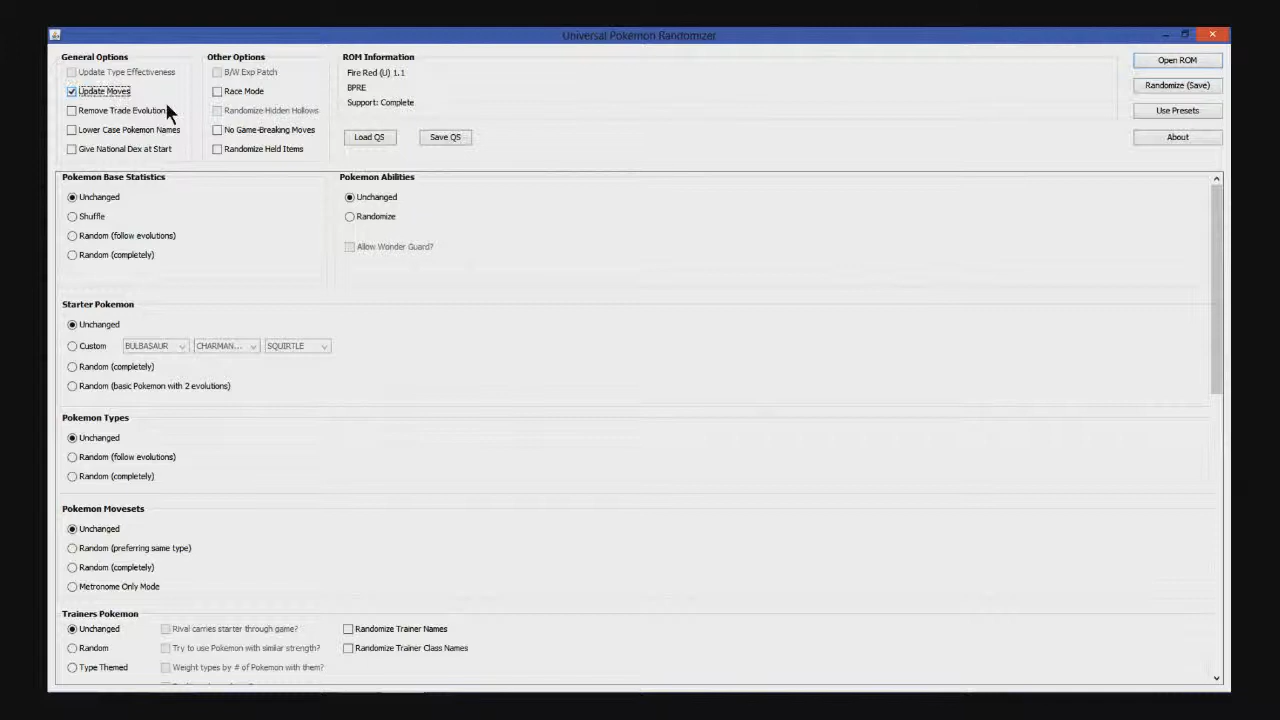 Universal Pokemon Randomizer
General Options
Update Type Effectiveness
Update Moves
Remove Trade Evolution
Lower Case Pokemon Names
Give National Dex at Start
Other Options
B/W Exp Patch
Race Mode
Randomize Hidden Hollows
No Game-Breaking Moves
Randomize Held Items
ROM Information
Fire Red (U) 1.1
BPRE
Support: Complete
Load QS
Save QS
Open ROM
Randomize (Save)
Use Presets
About
Pokemon Base Statistics
Unchanged
Shuffle
Random (follow evolutions)
Random (completely)
Pokemon Abilities
Unchanged
Randomize
Allow Wonder Guard?
Starter Pokemon
Unchanged
Custom BULBASAUR CHARMAN... SQUIRTLE
Random (completely)
Random (basic Pokemon with 2 evolutions)
Pokemon Types
Unchanged
Random (follow evolutions)
Random (completely)
Pokemon Movesets
Unchanged
Random (preferring same type)
Random (completely)
Metronome Only Mode
Trainers Pokemon
Unchanged
Random
Type Themed
Rival carries starter through game?
Try to use Pokemon with similar strength?
Weight types by # of Pokemon with them?
Randomize Trainer Names
Randomize Trainer Class Names